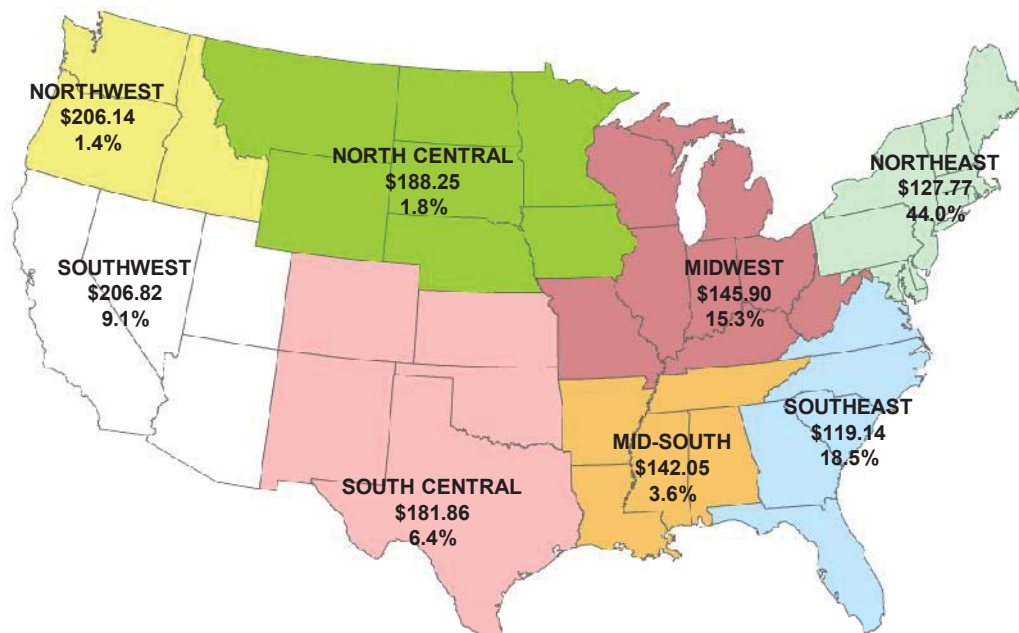 NORTHWEST
$206.14
1.4%
NORTH CENTRAL
$188.25
1.8%
NORTHEAST
$127.77
44.0%
SOUTHWEST
$206.82
9.1%
MIDWEST
$145.90
15.3%
SOUTHEAST
$119.14
18.5%
MID-SOUTH
$142.05
3.6%
SOUTH CENTRAL
$181.86
6.4%